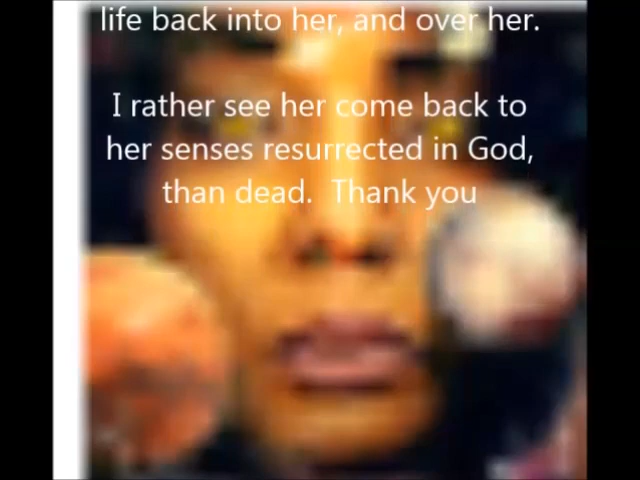 life back into her, and over her.
I rather see her come back to
her senses resurrected in God,
than dead.  Thank you